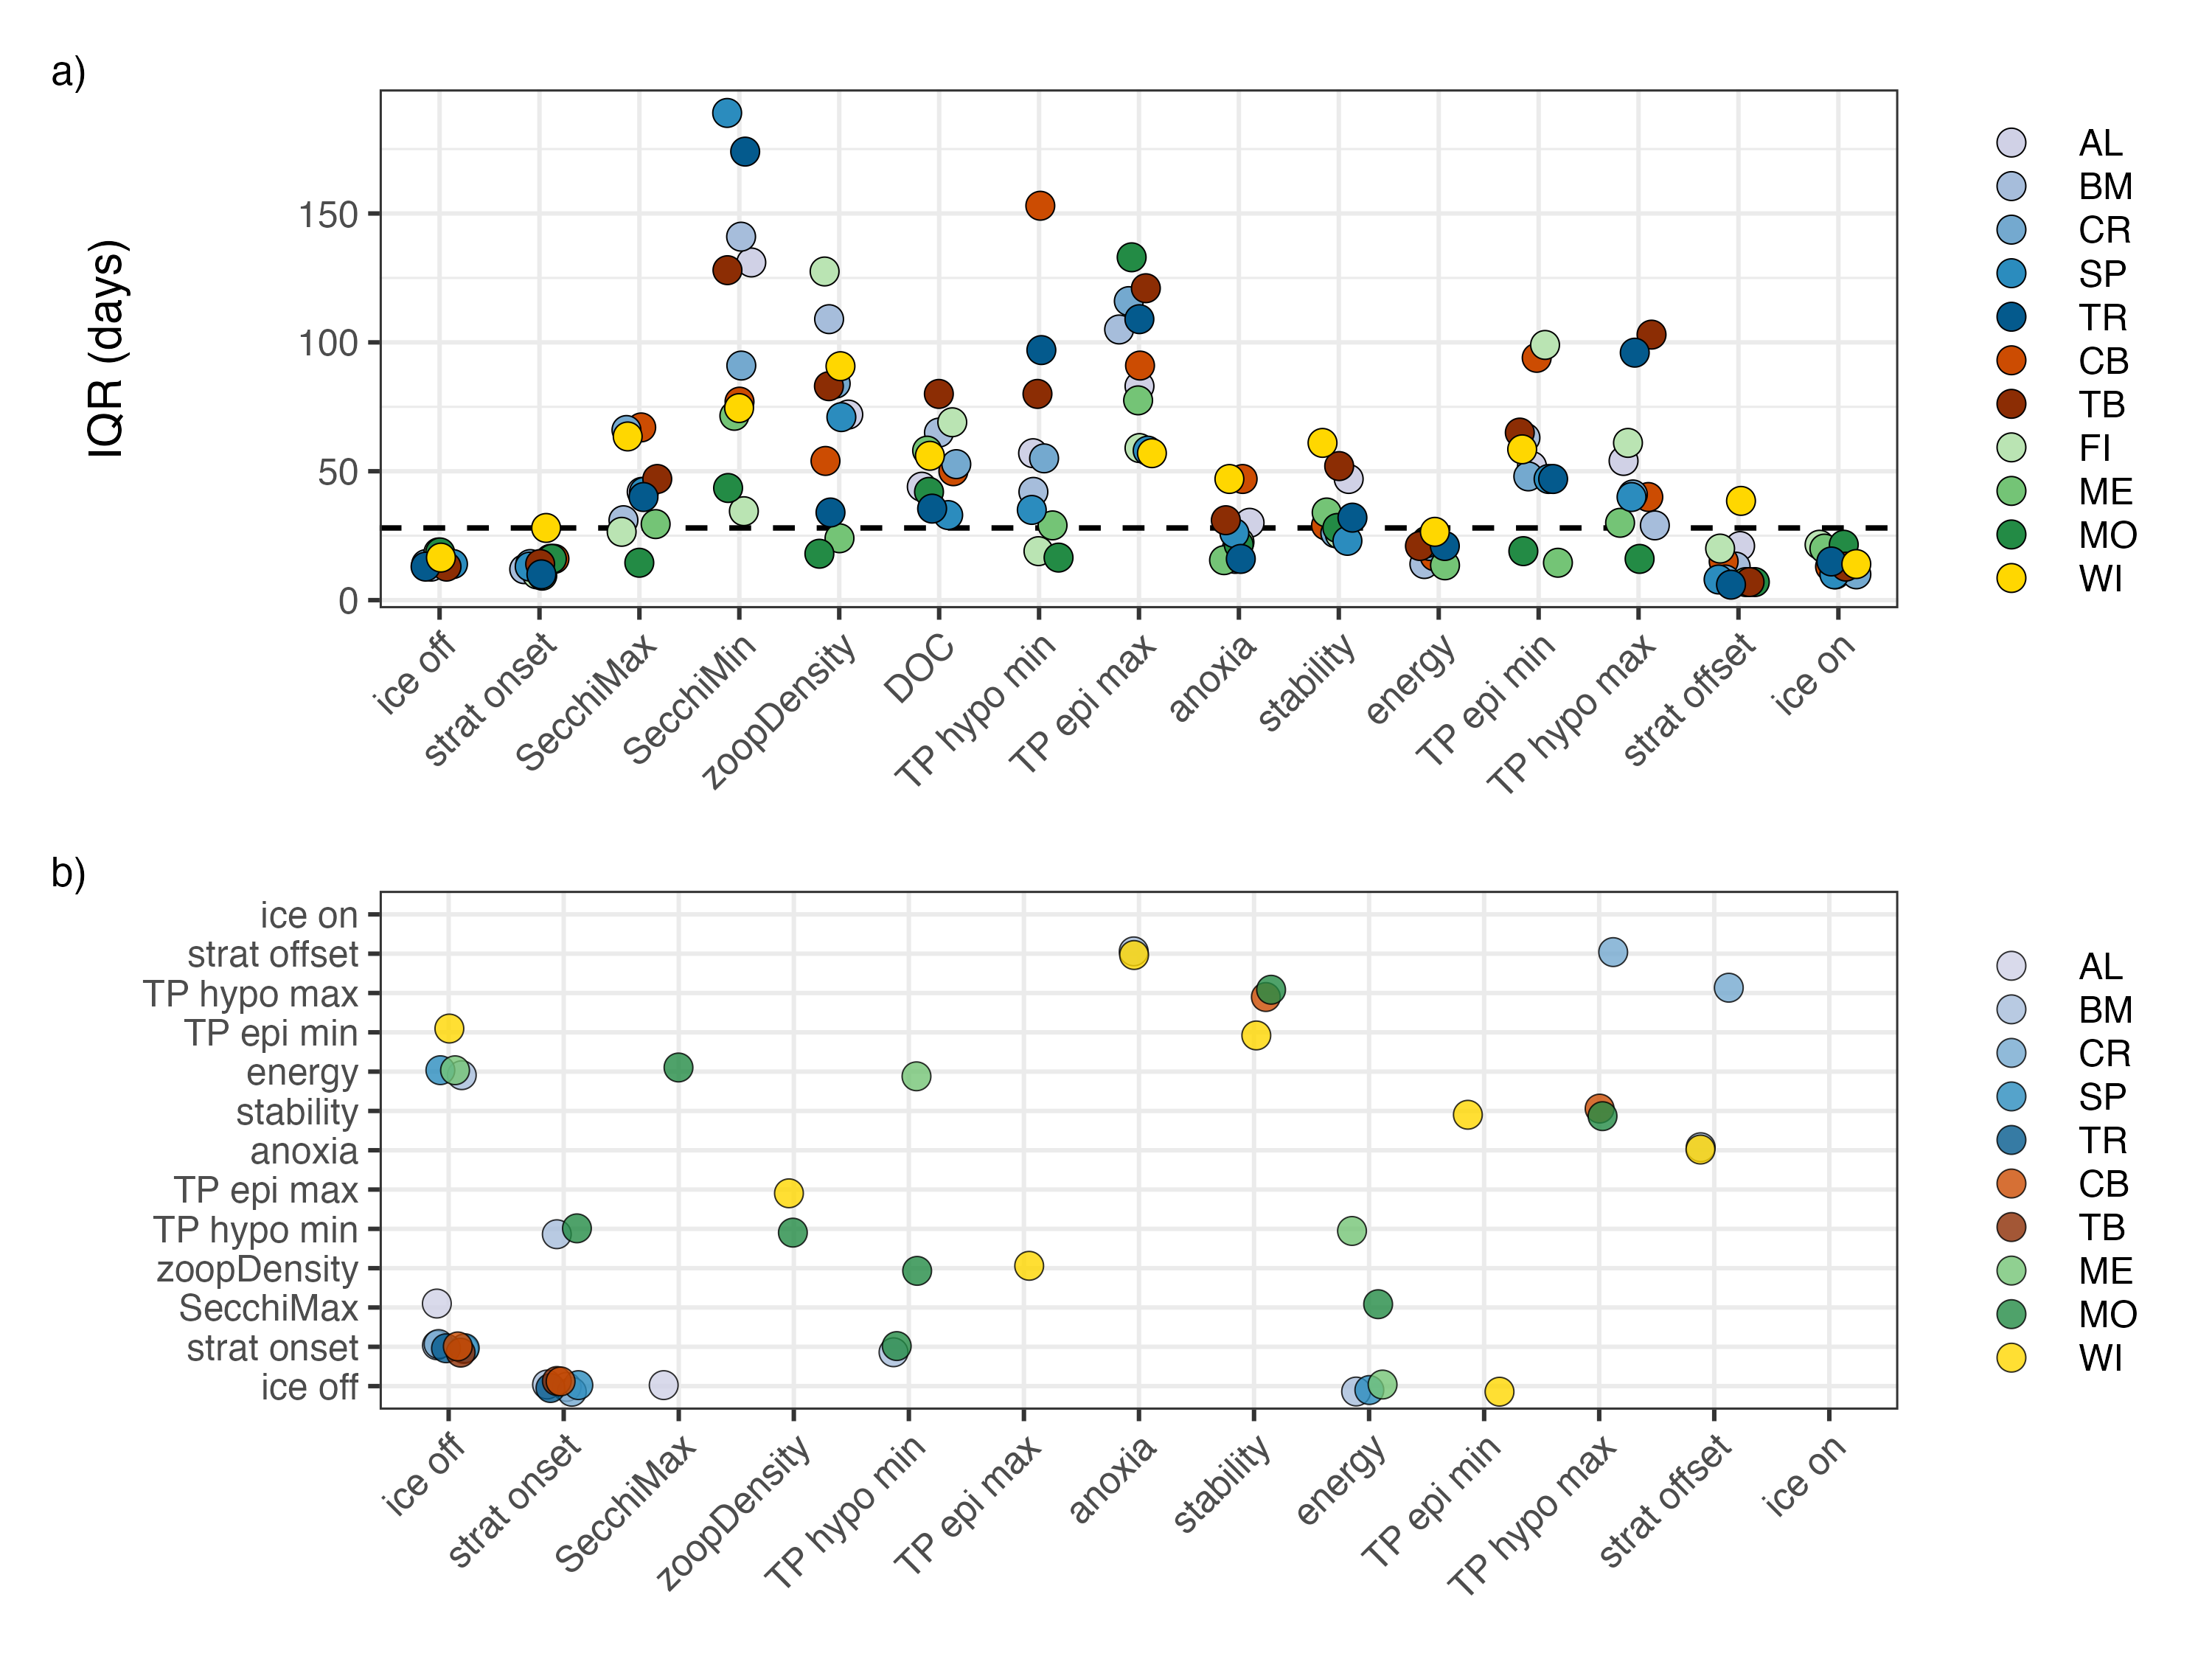 a)
IQR (days)
150
100
50
0
ice off
strat onset
SecchiMax
SecchiMin
zoopDensity
DOC
TP hypo min
TP epi max
anoxia
stability
energy
TP epi min
TP hypo max
strat offset
ice on
AL
BM
CR
SP
TR
CB
TB
FI
ME
MO
WI
b)
ice on
strat offset
TP hypo max
TP epi min
energy
stability
anoxia
TP epi max
TP hypo min
zoopDensity
SecchiMax
strat onset
ice off
ice off
strat onset
SecchiMax
zoopDensity
TP hypo min
TP epi max
anoxia
stability
energy
TP epi min
TP hypo max
strat offset
ice on
AL
BM
CR
SP
TR
CB
TB
ME
MO
WI